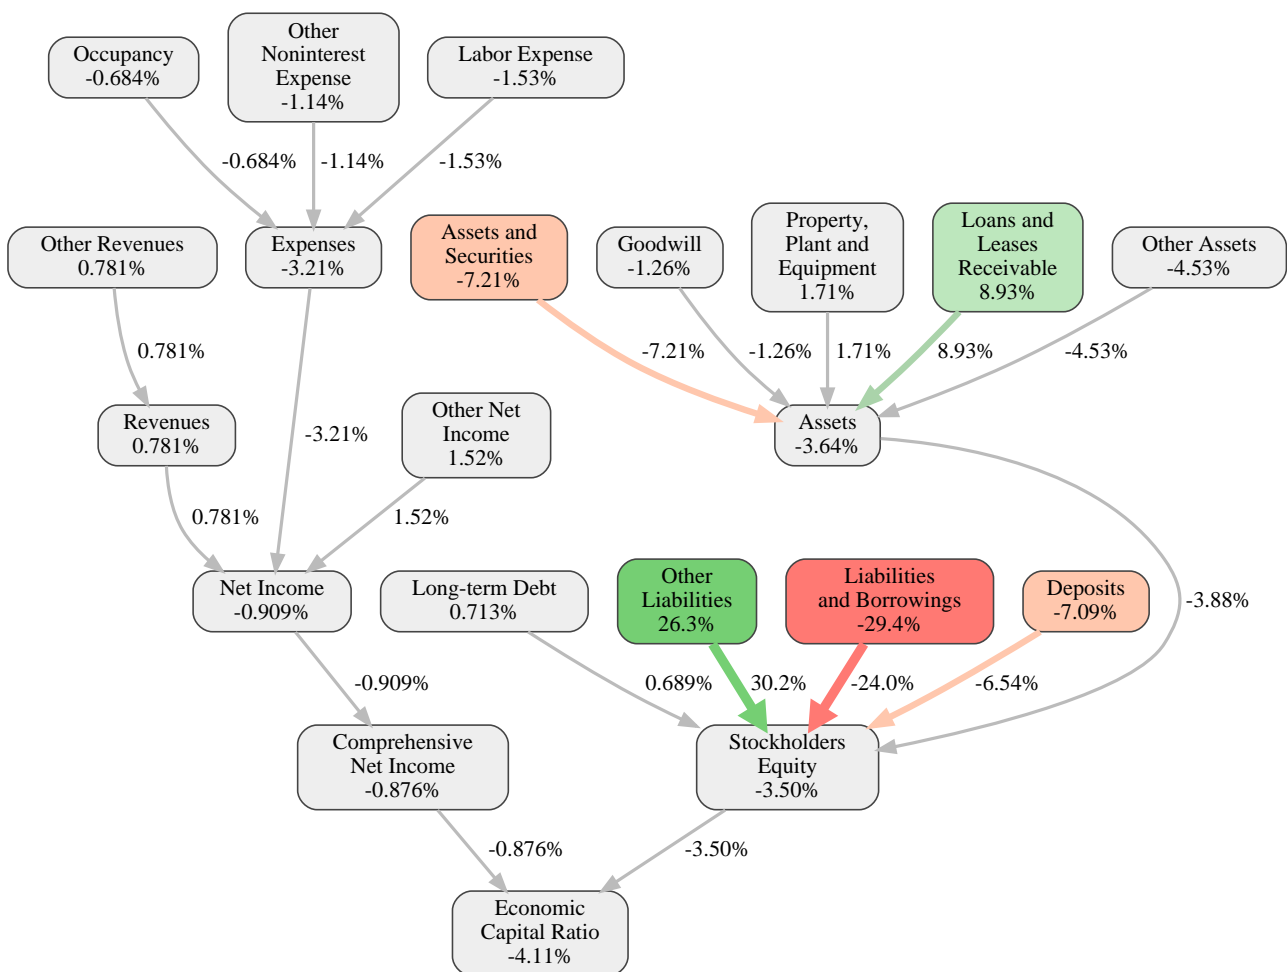 Occupancy
-0.684%
Other
Noninterest
Expense
-1.14%
Labor Expense
-1.53%
-0.684%
-1.14%
-1.53%
Other Revenues
0.781%
Expenses
-3.21%
Assets and
Securities
-7.21%
Goodwill
-1.26%
Property,
Plant and
Equipment
1.71%
Loans and
Leases
Receivable
8.93%
Other Assets
-4.53%
0.781%
-7.21%
-1.26%
1.71%
8.93%
-4.53%
Revenues
0.781%
-3.21%
Other Net
Income
1.52%
Assets
-3.64%
0.781%
1.52%
Net Income
-0.909%
Long-term Debt
0.713%
Other
Liabilities
26.3%
Liabilities
and Borrowings
-29.4%
Deposits
-7.09%
-3.88%
-0.909%
0.689%
30.2%
-24.0%
-6.54%
Comprehensive
Net Income
-0.876%
Stockholders
Equity
-3.50%
-0.876%
-3.50%
Economic
Capital Ratio
-4.11%